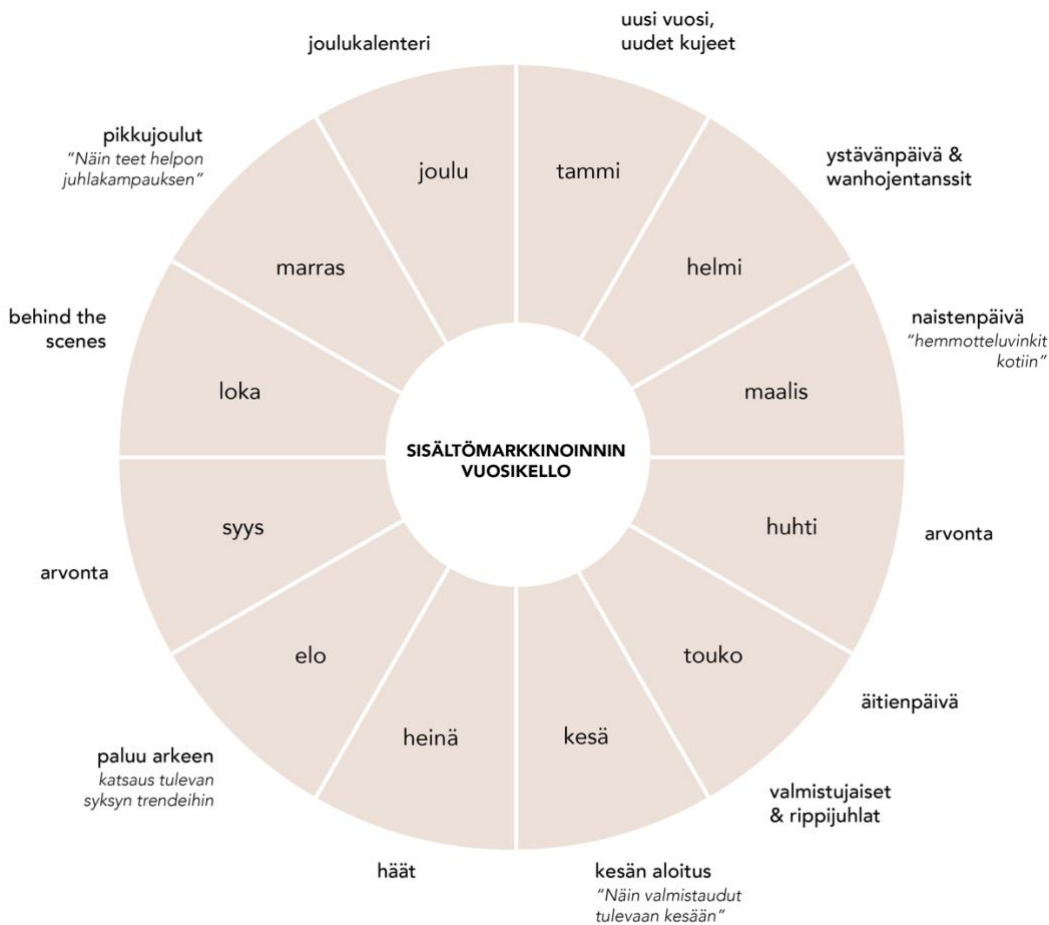 SISÄLTÖMARKKINOINNIN
VUOSIKELLO
tammi
uusi vuosi,
uudet kujeet
helmi
ystävänpäivä &
wanhojentanssit
maalis
naistenpäivä
"hemmotteluvinkit
kotiin"
huhti
arvonta
touko
äitienpäivä
valmistujaiset
& rippijuhlat
kesä
kesän aloitus
"Näin valmistaudut
tulevaan kesään"
heinä
häät
elo
paluu arkeen
katsaus tulevan
syksyn trendeihin
syys
arvonta
loka
behind the
scenes
marras
pikkujoulut
"Näin teet helpon
juhlakampauksen"
joulu
joulukalenteri